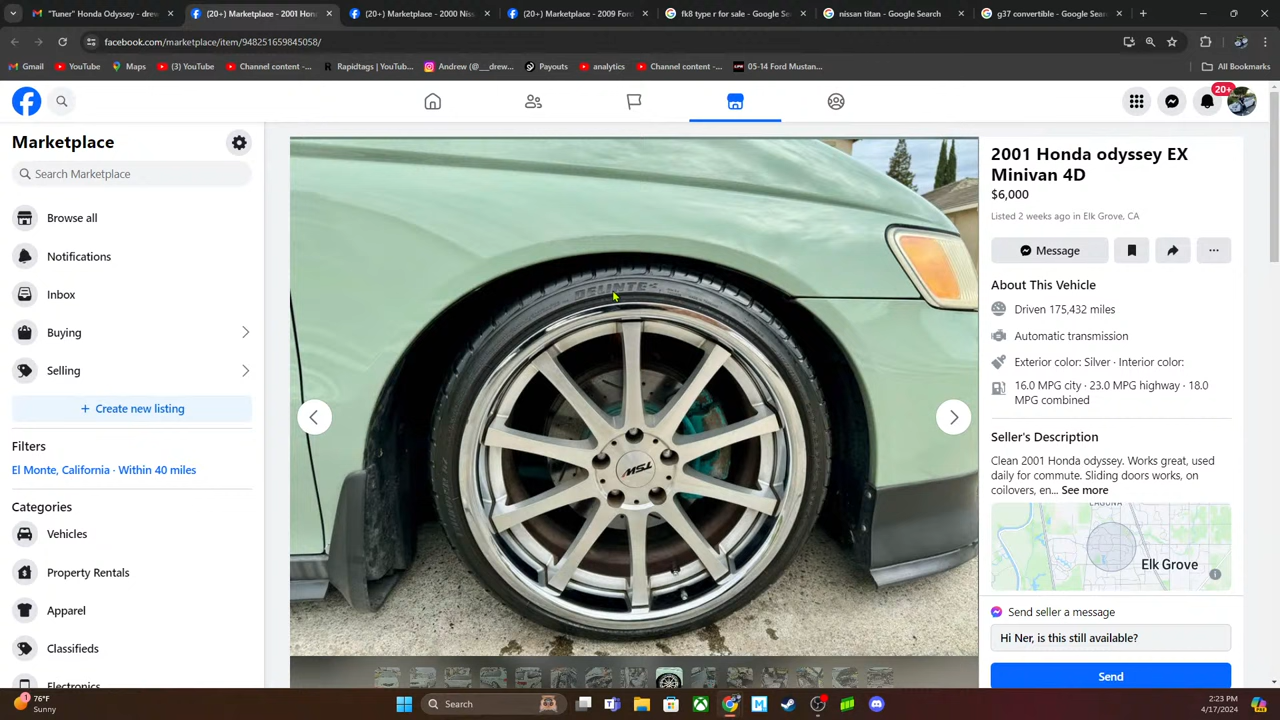 "Tuner" Honda Odyssey - drew
(20+) Marketplace - 2001 Hon
(20+) Marketplace - 2000 Nis
(20+) Marketplace - 2009 For
fk8 type r for sale - Google Se
nissan titan - Google Search
g37 convertible - Google Sear
facebook.com/marketplace/item/948251659845058/
Gmail
YouTube
Maps
(3) YouTube
Channel content -...
Rapidtags | YouTub...
Andrew (@___drew...
Payouts
analytics
Channel content -...
05-14 Ford Mustan...
All Bookmarks
20+
Marketplace
Search Marketplace
Browse all
Notifications
Inbox
Buying
Selling
+ Create new listing
Filters
El Monte, California · Within 40 miles
Categories
Vehicles
Property Rentals
Apparel
Classifieds
Electronics
DELINTE
MST
2001 Honda odyssey EX
Minivan 4D
$6,000
Listed 2 weeks ago in Elk Grove, CA
Message
About This Vehicle
Driven 175,432 miles
Automatic transmission
Exterior color: Silver · Interior color:
16.0 MPG city · 23.0 MPG highway · 18.0
MPG combined
Seller's Description
Clean 2001 Honda odyssey. Works great, used
daily for commute. Sliding doors works, on
coilovers, en... See more
LAGUNA
Elk Grove
Send seller a message
Hi Ner, is this still available?
Send
76°F
Sunny
Search
2:23 PM
4/17/2024